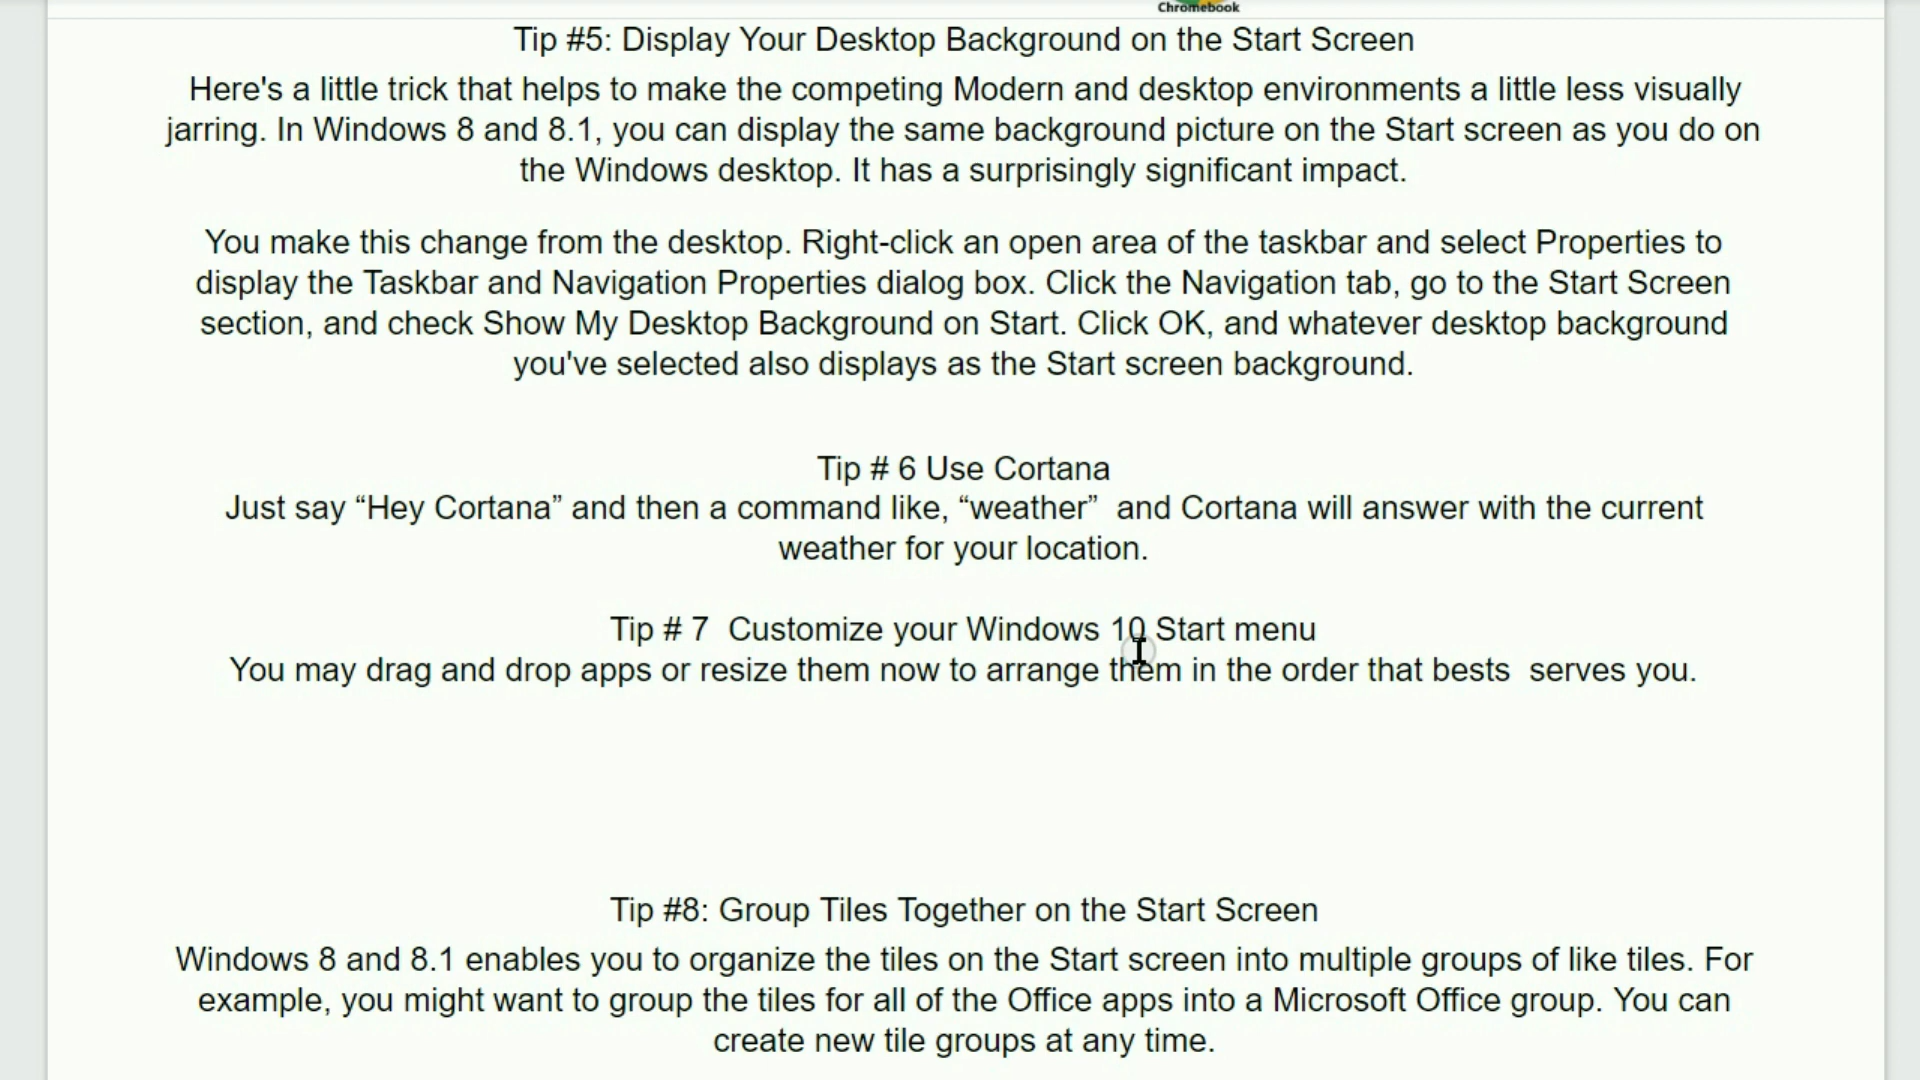 Chromebook
Tip #5: Display Your Desktop Background on the Start Screen
Here's a little trick that helps to make the competing Modern and desktop environments a little less visually
jarring. In Windows 8 and 8.1, you can display the same background picture on the Start screen as you do on
the Windows desktop. It has a surprisingly significant impact.
You make this change from the desktop. Right-click an open area of the taskbar and select Properties to
display the Taskbar and Navigation Properties dialog box. Click the Navigation tab, go to the Start Screen
section, and check Show My Desktop Background on Start. Click OK, and whatever desktop background
you've selected also displays as the Start screen background.
Tip # 6 Use Cortana
Just say “Hey Cortana” and then a command like, “weather”  and Cortana will answer with the current
weather for your location.
Tip # 7  Customize your Windows 10 Start menu
You may drag and drop apps or resize them now to arrange them in the order that bests  serves you.
Tip #8: Group Tiles Together on the Start Screen
Windows 8 and 8.1 enables you to organize the tiles on the Start screen into multiple groups of like tiles. For
example, you might want to group the tiles for all of the Office apps into a Microsoft Office group. You can
create new tile groups at any time.